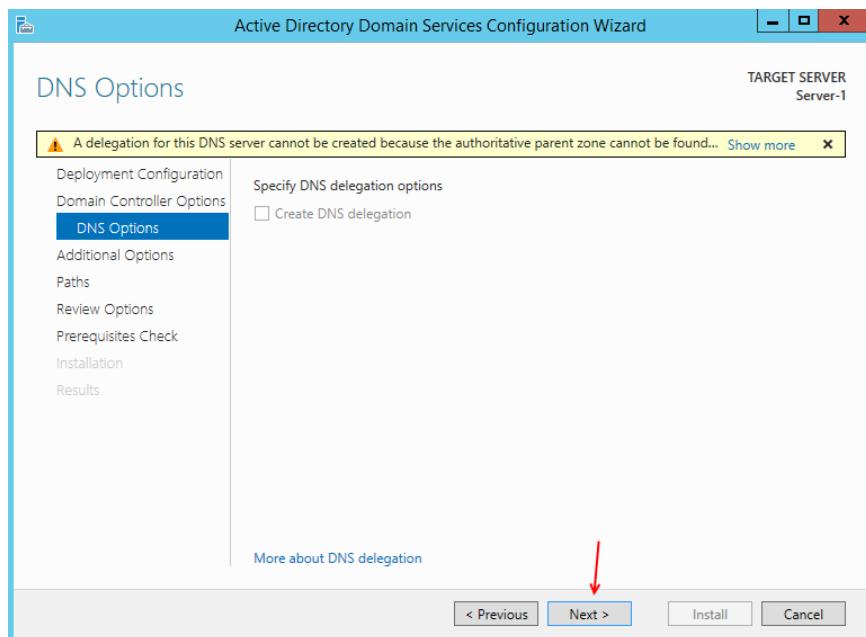 Active Directory Domain Services Configuration Wizard
DNS Options
TARGET SERVER
Server-1
A delegation for this DNS server cannot be created because the authoritative parent zone cannot be found... Show more
Deployment Configuration
Domain Controller Options
DNS Options
Additional Options
Paths
Review Options
Prerequisites Check
Installation
Results
Specify DNS delegation options
Create DNS delegation
More about DNS delegation
< Previous
Next >
Install
Cancel